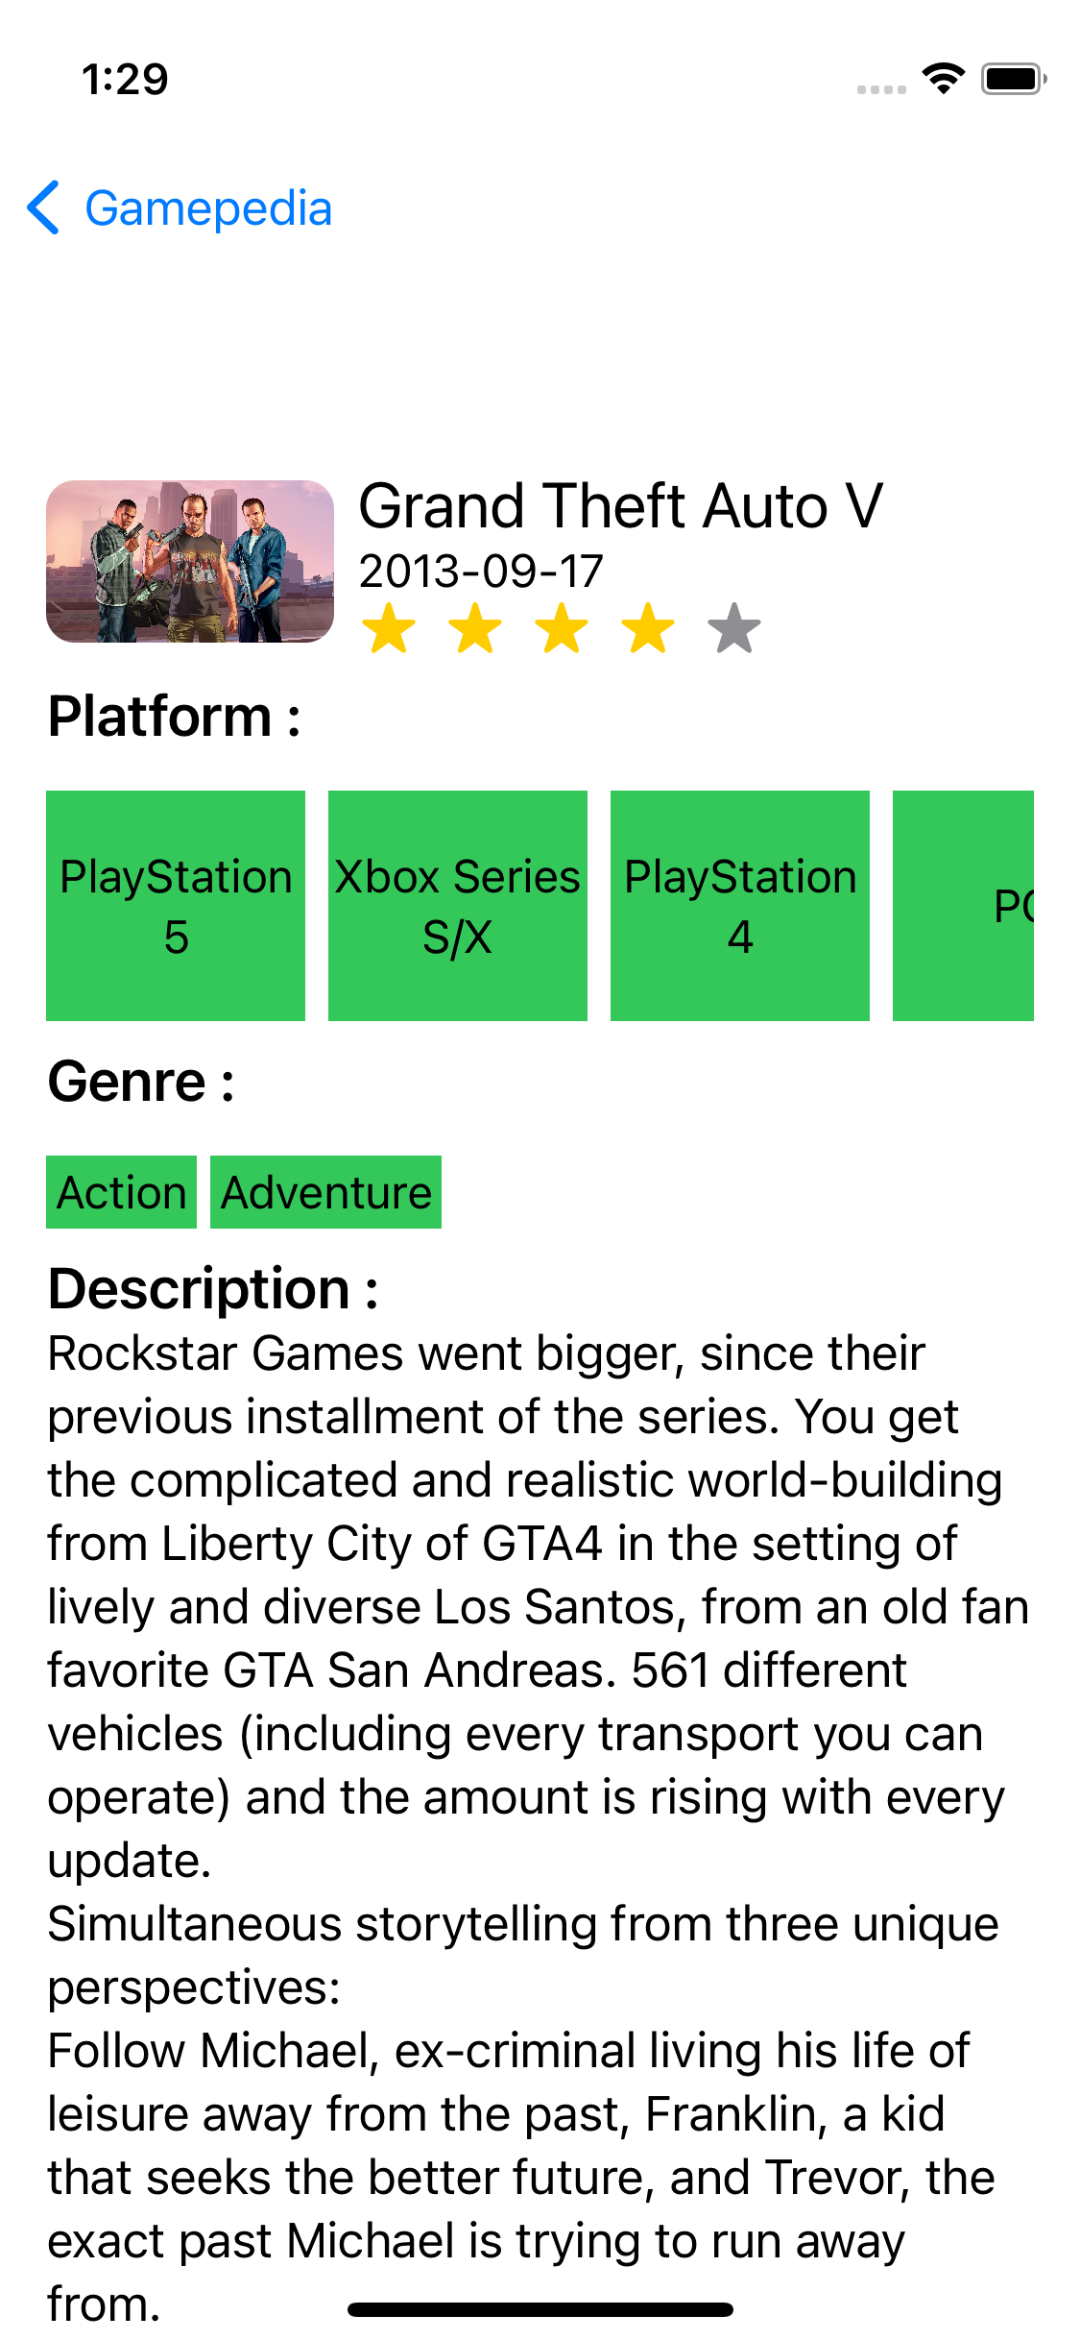 1:29
Gamepedia
Grand Theft Auto V
2013-09-17
Platform :
PlayStation
5
Xbox Series
S/X
PlayStation
4
Genre :
Action
Adventure
Description :
Rockstar Games went bigger, since their
previous installment of the series. You get
the complicated and realistic world-building
from Liberty City of GTA4 in the setting of
lively and diverse Los Santos, from an old fan
favorite GTA San Andreas. 561 different
vehicles (including every transport you can
operate) and the amount is rising with every
update.
Simultaneous storytelling from three unique
perspectives:
Follow Michael, ex-criminal living his life of
leisure away from the past, Franklin, a kid
that seeks the better future, and Trevor, the
exact past Michael is trying to run away
from.